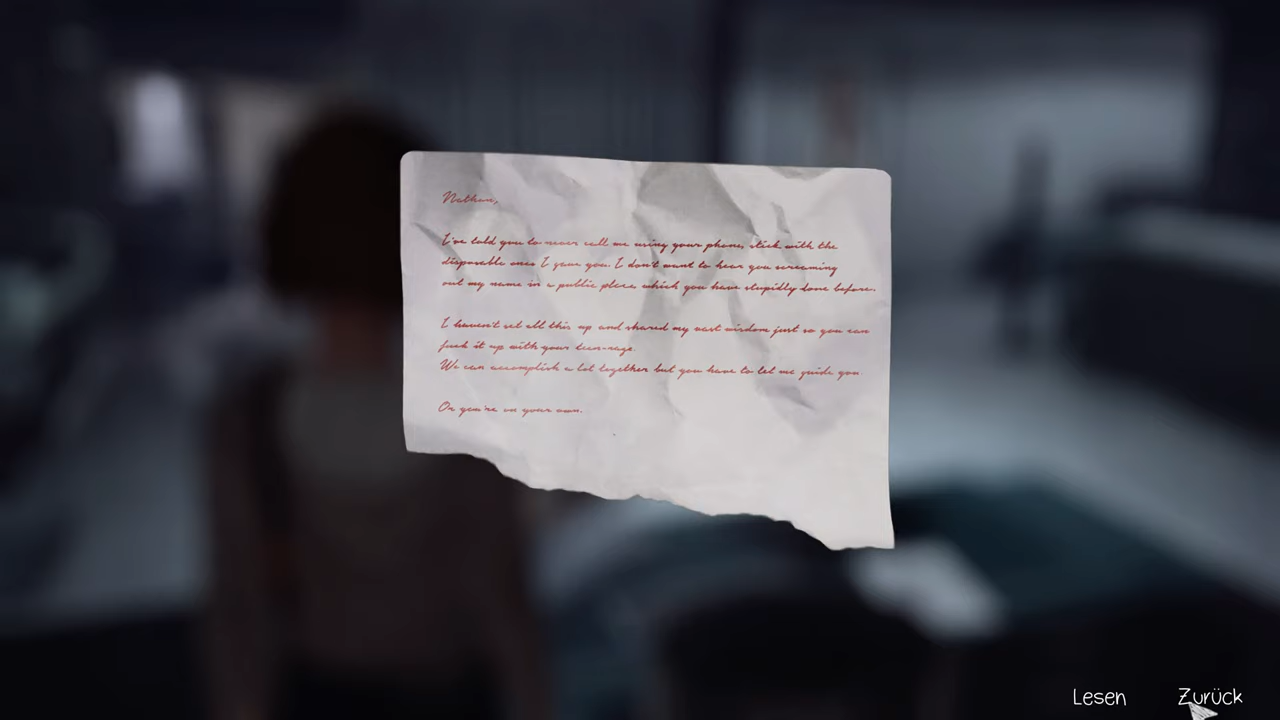 Nathan,
I've told you to never call me using your phone, stick with the
disposable ones I gave you. I don't want to hear you screaming
out my name in a public place which you have stupidly done before.
I haven't set all this up and shared my vast wisdom just so you can
fuck it up with your teen-rage.
We can accomplish a lot together but you have to let me guide you.
Or you're on your own.
Lesen
Zurück